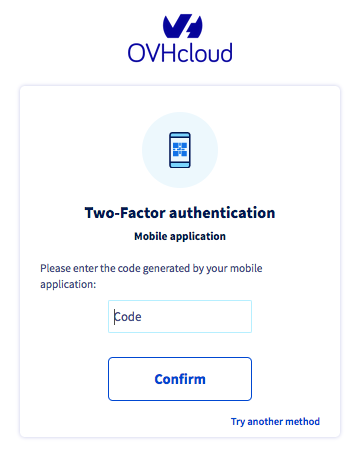 OVHcloud
Two-Factor authentication
Mobile application
Please enter the code generated by your mobile
application:
Code
Confirm
Try another method